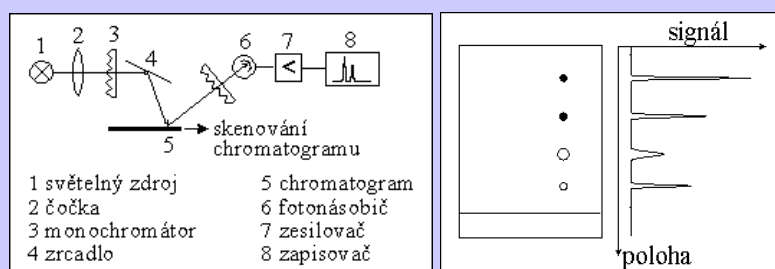 1 2 3 4 6 7 8
5
skenování
chromatogramu
1 světelný zdroj
2 čočka
3 monochromátor
4 zrcadlo
5 chromatogram
6 fotonásobič
7 zesilovač
8 zapisovač
signál
poloha